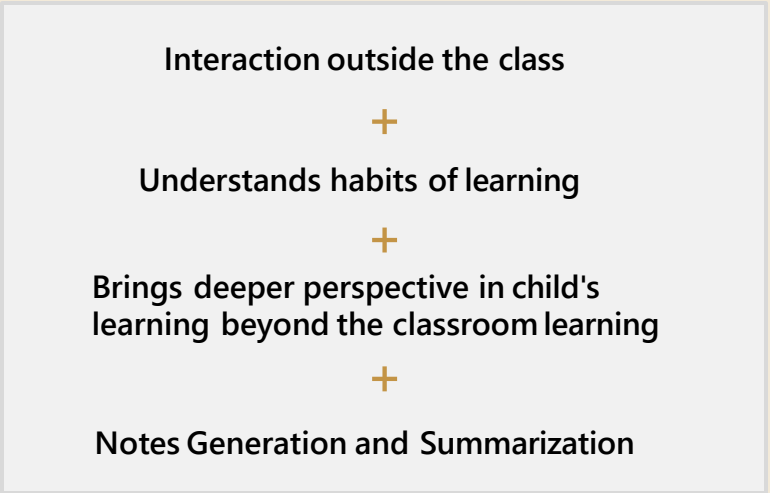 Interaction outside the class
+
Understands habits of learning
+
Brings deeper perspective in child's
learning beyond the classroom learning
+
Notes Generation and Summarization